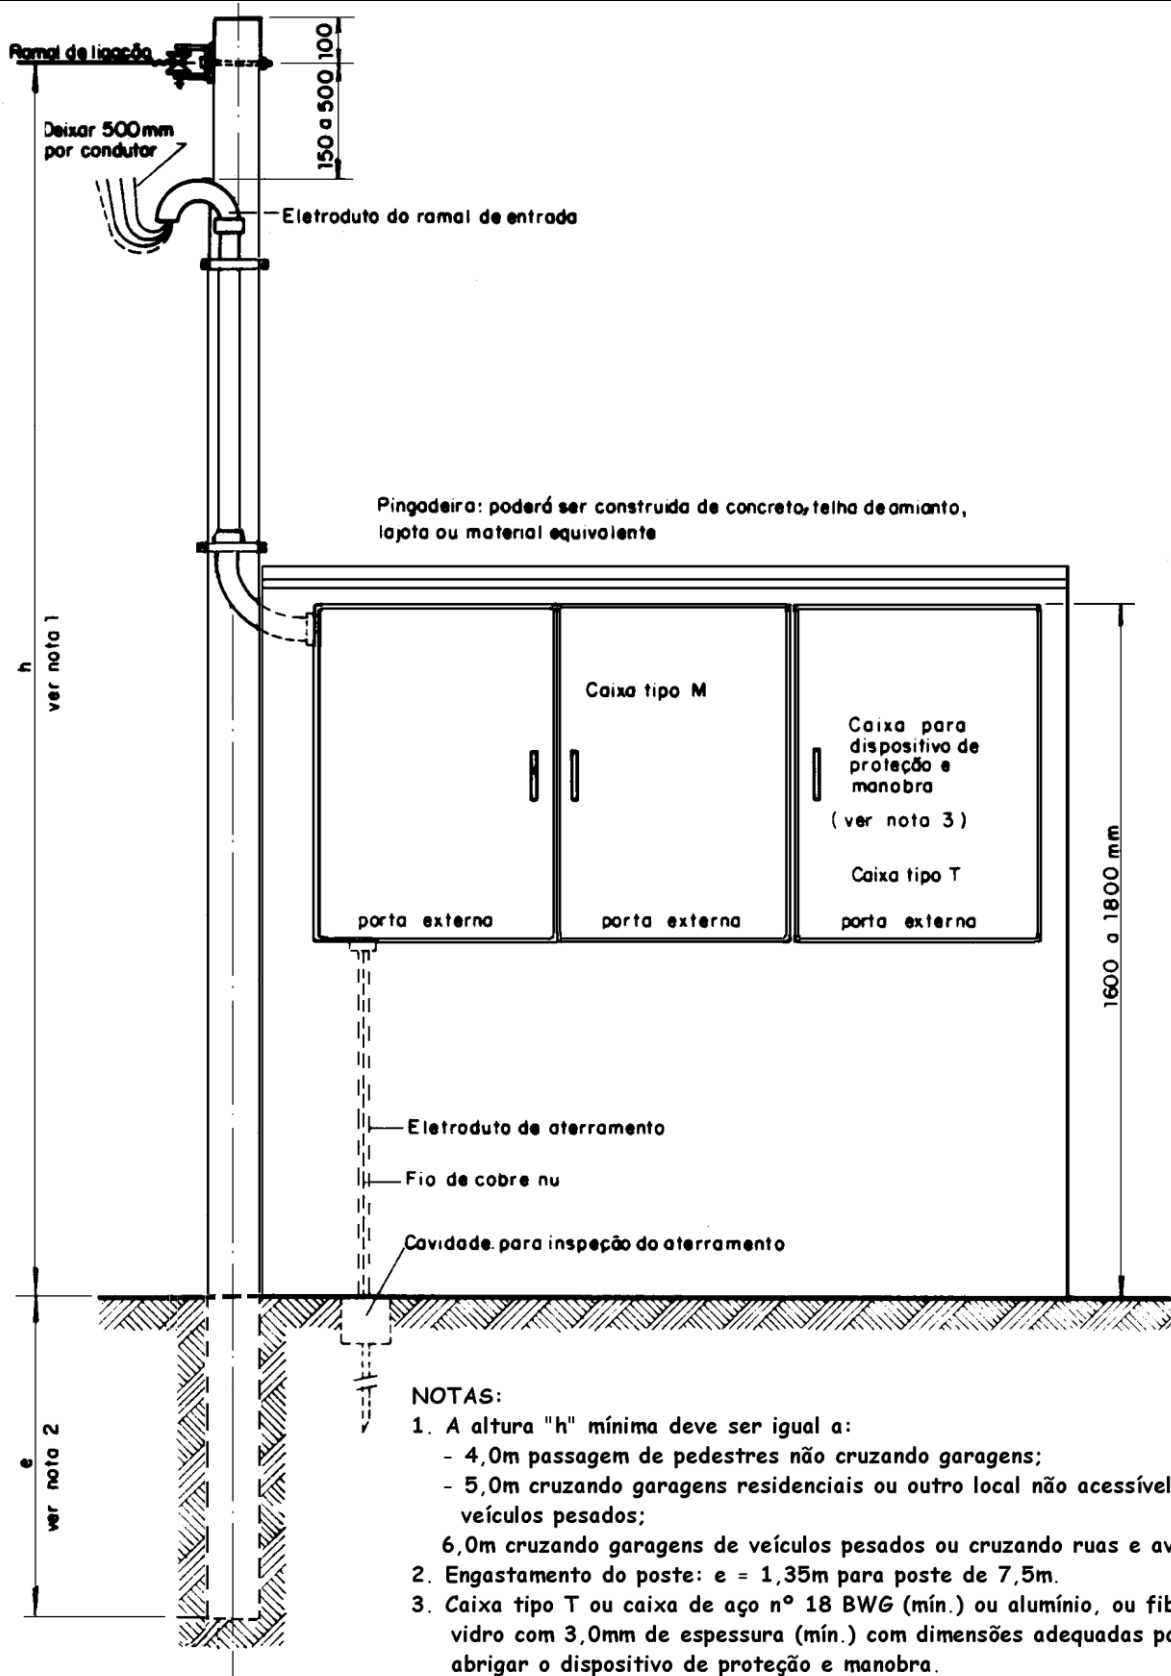 Ramal de ligação
100
150 a 500
Deixar 500mm
por condutor
Eletroduto do ramal de entrada
Pingadeira: poderá ser construida de concreto, telha de amianto,
lajota ou material equivalente
h
ver nota 1
Caixa tipo M
Caixa para
dispositivo de
proteção e
manobra
(ver nota 3)
Caixa tipo T
porta externa
porta externa
porta externa
1600 a 1800 mm
Eletroduto de aterramento
Fio de cobre nu
Cavidade para inspeção do aterramento
e
ver nota 2
NOTAS:
1. A altura "h" mínima deve ser igual a:
- 4,0m passagem de pedestres não cruzando garagens;
- 5,0m cruzando garagens residenciais ou outro local não acessível
veículos pesados;
6,0m cruzando garagens de veículos pesados ou cruzando ruas e av
2. Engastamento do poste: e = 1,35m para poste de 7,5m.
3. Caixa tipo T ou caixa de aço nº 18 BWG (mín.) ou alumínio, ou fib
vidro com 3,0mm de espessura (mín.) com dimensões adequadas pa
abrigar o dispositivo de proteção e manobra.